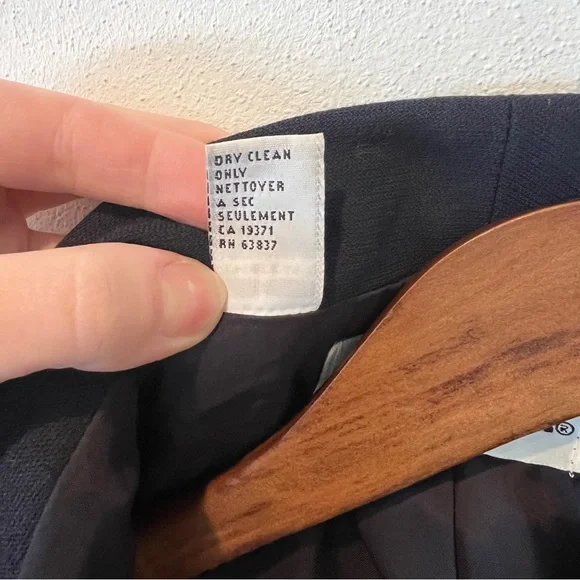 DRY CLEAN
ONLY
NETTOYER
A SEC
SEULEMENT
CA 19371
RN 63837
®